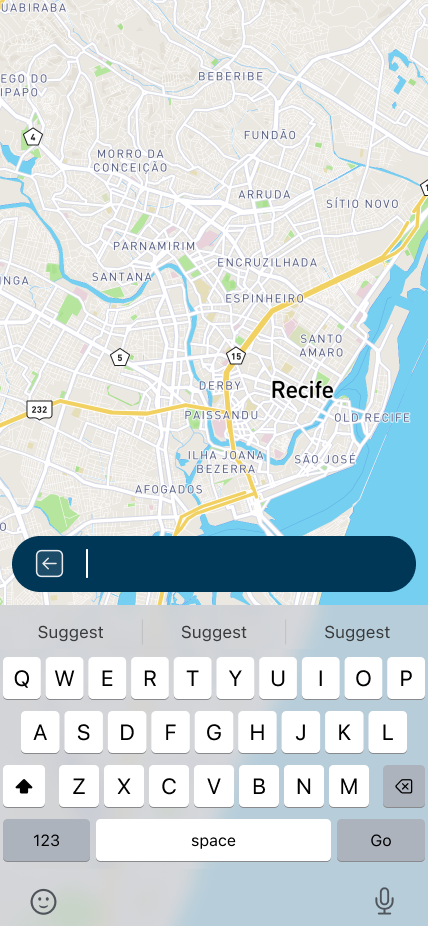 UABIRABA
EGO DO
IPAPO
BEBERIBE
4
FUNDÃO
MORRO DA
CONCEIÇÃO
1
ARRUDA
SÍTIO NOVO
PARNAMIRIM
ENCRUZILHADA
SANTANA
INGA
ESPINHEIRO
SANTO
AMARO
5
15
DERBY
Recife
232
PAISSANDU
OLD RECIFE
ILHA JOANA
BEZERRA
SÃO JOSÉ
AFOGADOS
O
Suggest Suggest Suggest
Q W E R T Y U I O P
A S D F G H J K L
Z X C V B N M
123 space Go